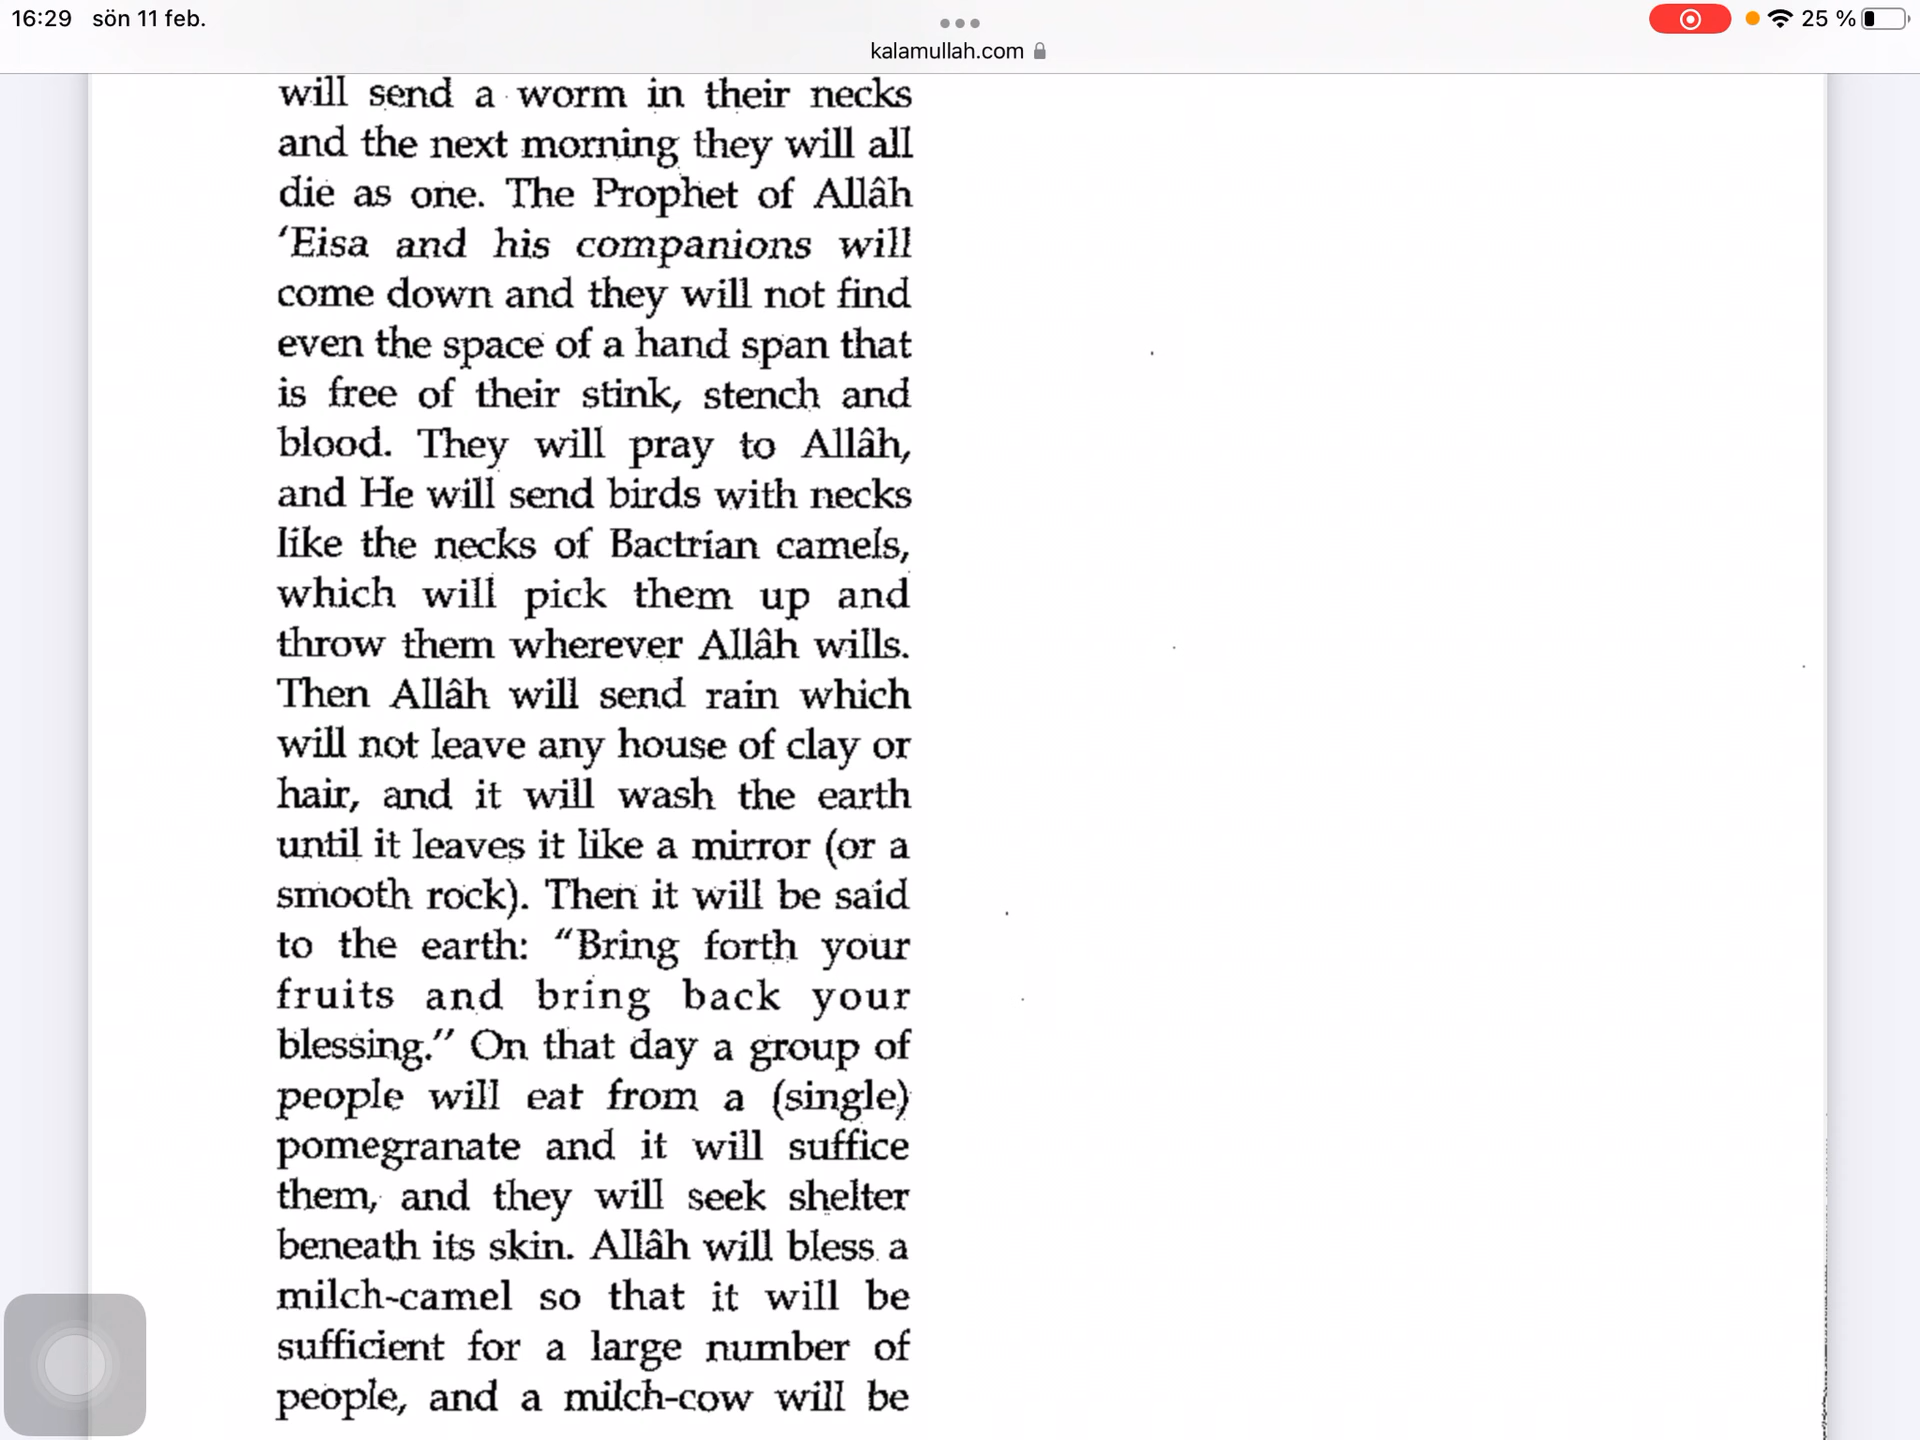 16:29 sön 11 feb.
25 %
kalamullah.com
will send a worm in their necks
and the next morning they will all
die as one. The Prophet of Allâh
‘Eisa and his companions will
come down and they will not find
even the space of a hand span that
is free of their stink, stench and
blood. They will pray to Allâh,
and He will send birds with necks
like the necks of Bactrian camels,
which will pick them up and
throw them wherever Allâh wills.
Then Allâh will send rain which
will not leave any house of clay or
hair, and it will wash the earth
until it leaves it like a mirror (or a
smooth rock). Then it will be said
to the earth: “Bring forth your
fruits and bring back your
blessing.” On that day a group of
people will eat from a (single)
pomegranate and it will suffice
them, and they will seek shelter
beneath its skin. Allâh will bless a
milch-camel so that it will be
sufficient for a large number of
people, and a milch-cow will be